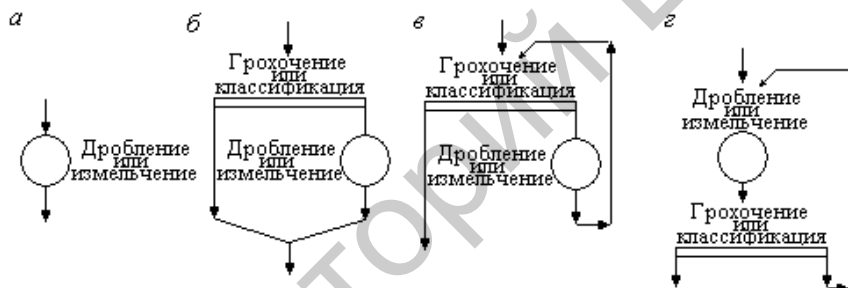 а
Дробление
или
измельчение
б
Грохочение
или
классификация
Дробление
или
измельчение
в
Грохочение
или
классификация
Дробление
или
измельчение
г
Дробление
или
измельчение
Грохочение
или
классификация